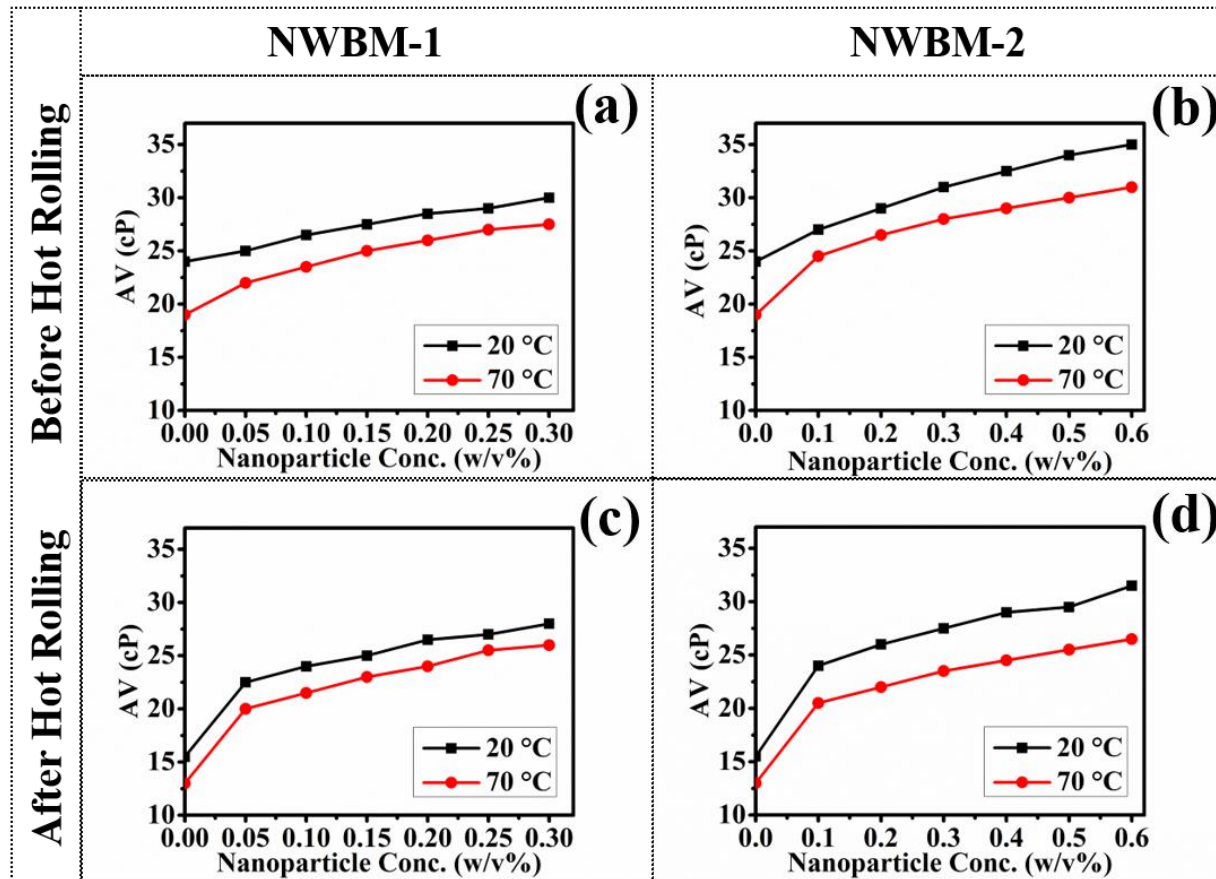 NWBM-1
NWBM-2
Before Hot Rolling
(a)
35
30
25
20
15
10
AV (cP)
20 °C
70 °C
0.00 0.05 0.10 0.15 0.20 0.25 0.30
Nanoparticle Conc. (w/v%)
(b)
35
30
25
20
15
10
AV (cP)
20 °C
70 °C
0.0 0.1 0.2 0.3 0.4 0.5 0.6
Nanoparticle Conc. (w/v%)
After Hot Rolling
(c)
35
30
25
20
15
10
AV (cP)
20 °C
70 °C
0.00 0.05 0.10 0.15 0.20 0.25 0.30
Nanoparticle Conc. (w/v%)
(d)
35
30
25
20
15
10
AV (cP)
20 °C
70 °C
0.0 0.1 0.2 0.3 0.4 0.5 0.6
Nanoparticle Conc. (w/v%)